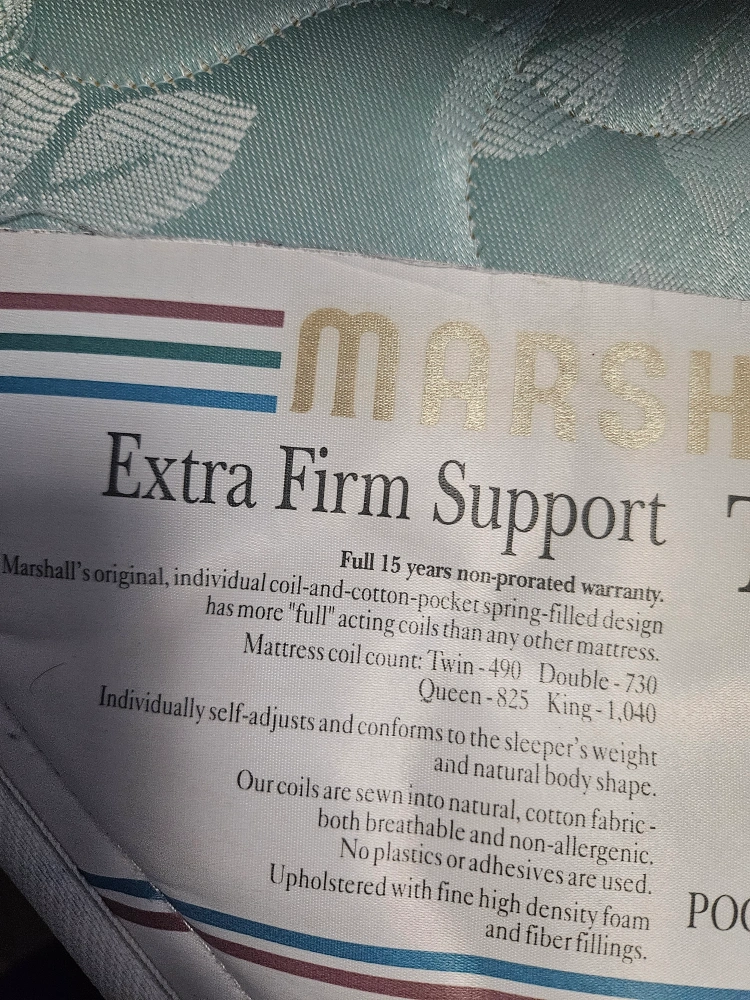 MARSH
Extra Firm Support
Full 15 years non-prorated warranty.
Marshall's original, individual coil-and-cotton-pocket spring-filled design
has more "full" acting coils than any other mattress.
Mattress coil count: Twin - 490 Double - 730
Queen - 825 King - 1,040
Individually self-adjusts and conforms to the sleeper's weight
and natural body shape.
Our coils are sewn into natural, cotton fabric -
both breathable and non-allergenic.
No plastics or adhesives are used.
Upholstered with fine high density foam
and fiber fillings.
POC